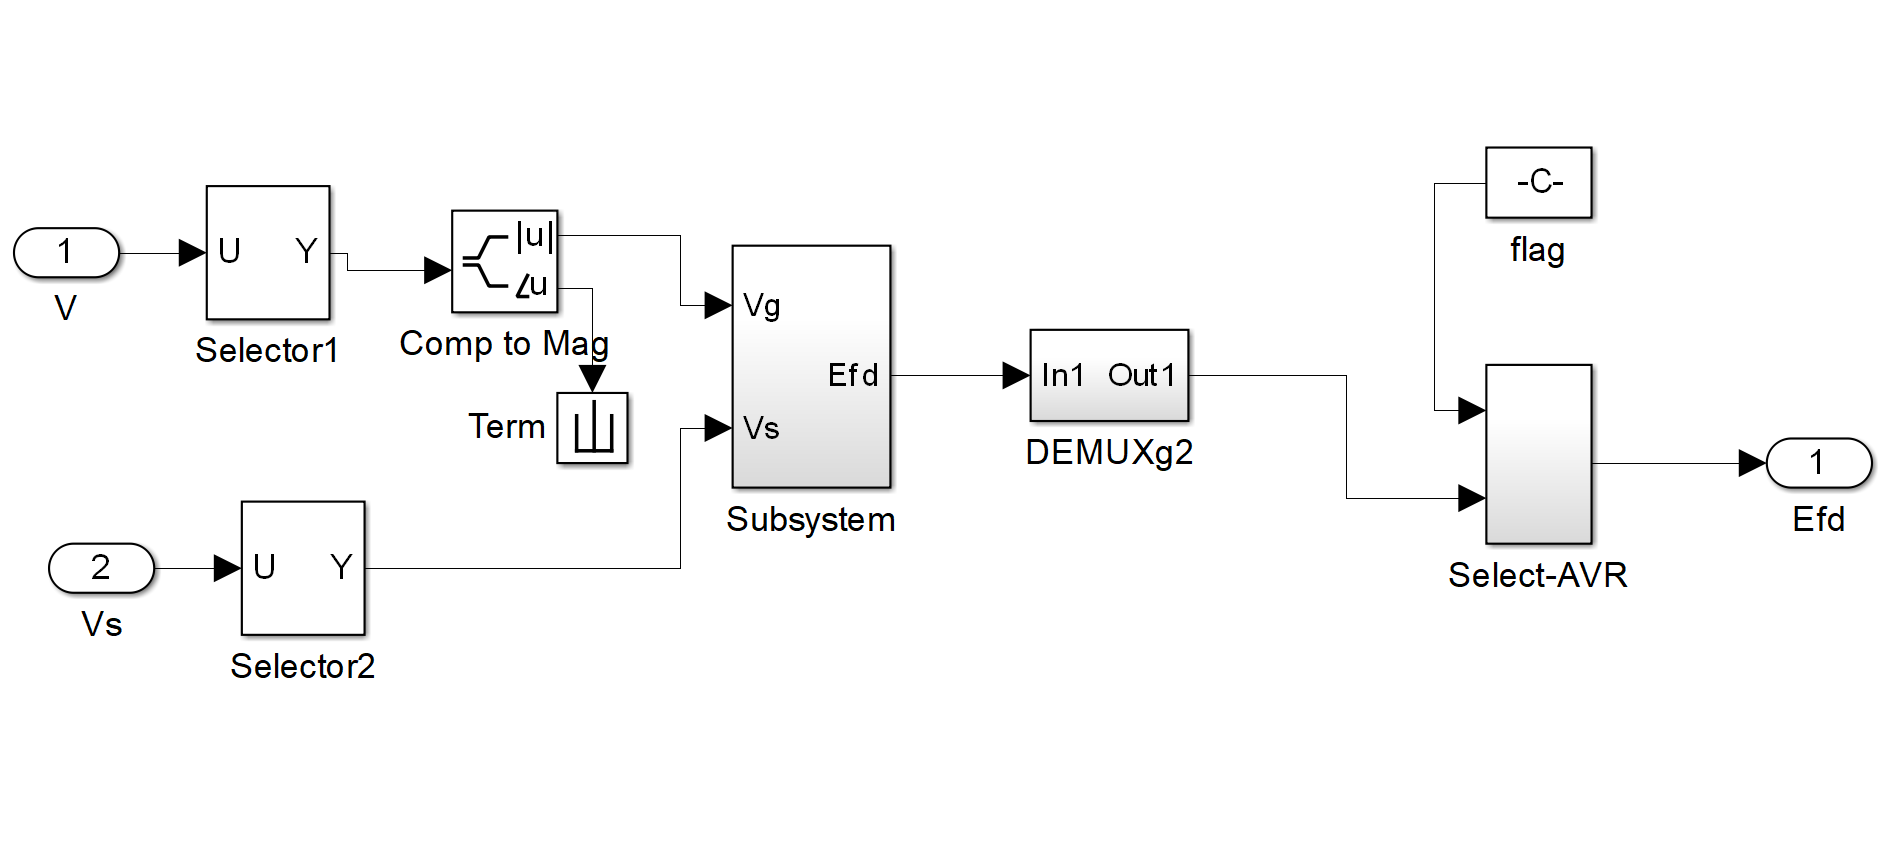 1
V
U Y
Selector1
|u|
∠u
Comp to Mag
Term
2
Vs
U Y
Selector2
Vg
Efd
Vs
Subsystem
In1 Out1
DEMUXg2
-C-
flag
Select-AVR
1
Efd